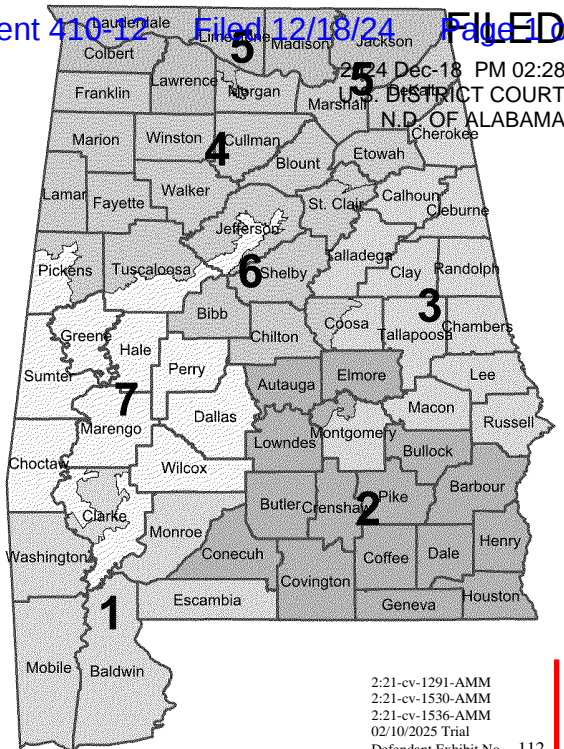 ent 410-12 Filed 12/18/24 Page 1 o
FILED
2024 Dec-18 PM 02:28
U.S. DISTRICT COURT
N.D. OF ALABAMA
Lauderdale Limestone Madison Jackson
5
Colbert
Lawrence Morgan Marshall 5 DeKalb
Franklin
Cherokee
Marion Winston Cullman Etowah
4 Blount
Lamar Fayette Walker St. Clair Calhoun Cleburne
Jefferson
Pickens Tuscaloosa 6 Shelby Talladega Clay Randolph
Bibb 3
Greene Hale Chilton Coosa Tallapoosa Chambers
Sumter Perry Autauga Elmore Lee
7 Dallas Macon
Marengo Lowndes Montgomery Russell
Choctaw Wilcox Bullock
Clarke Butler Crenshaw 2 Pike Barbour
Monroe
Washington Conecuh Coffee Dale Henry
Covington
1 Escambia Geneva Houston
Mobile Baldwin
2:21-cv-1291-AMM
2:21-cv-1530-AMM
2:21-cv-1536-AMM
02/10/2025 Trial
Defendant Exhibit No. 112